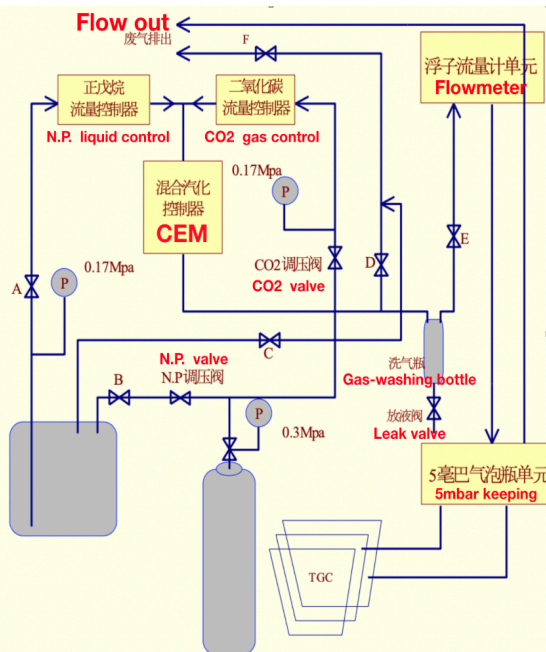 Flow out
废气排出
F
正戊烷
流量控制器
N.P. liquid control
二氧化碳
流量控制器
CO2 gas control
浮子流量计单元
Flowmeter
0.17Mpa
P
混合汽化
控制器
CEM
0.17Mpa
P
A
CO2调压阀
CO2 valve
D
E
N.P. valve
N.P调压阀
B
C
洗气瓶
Gas-washing bottle
放液阀
Leak valve
P
0.3Mpa
5毫巴气泡瓶单元
5mbar keeping
TGC